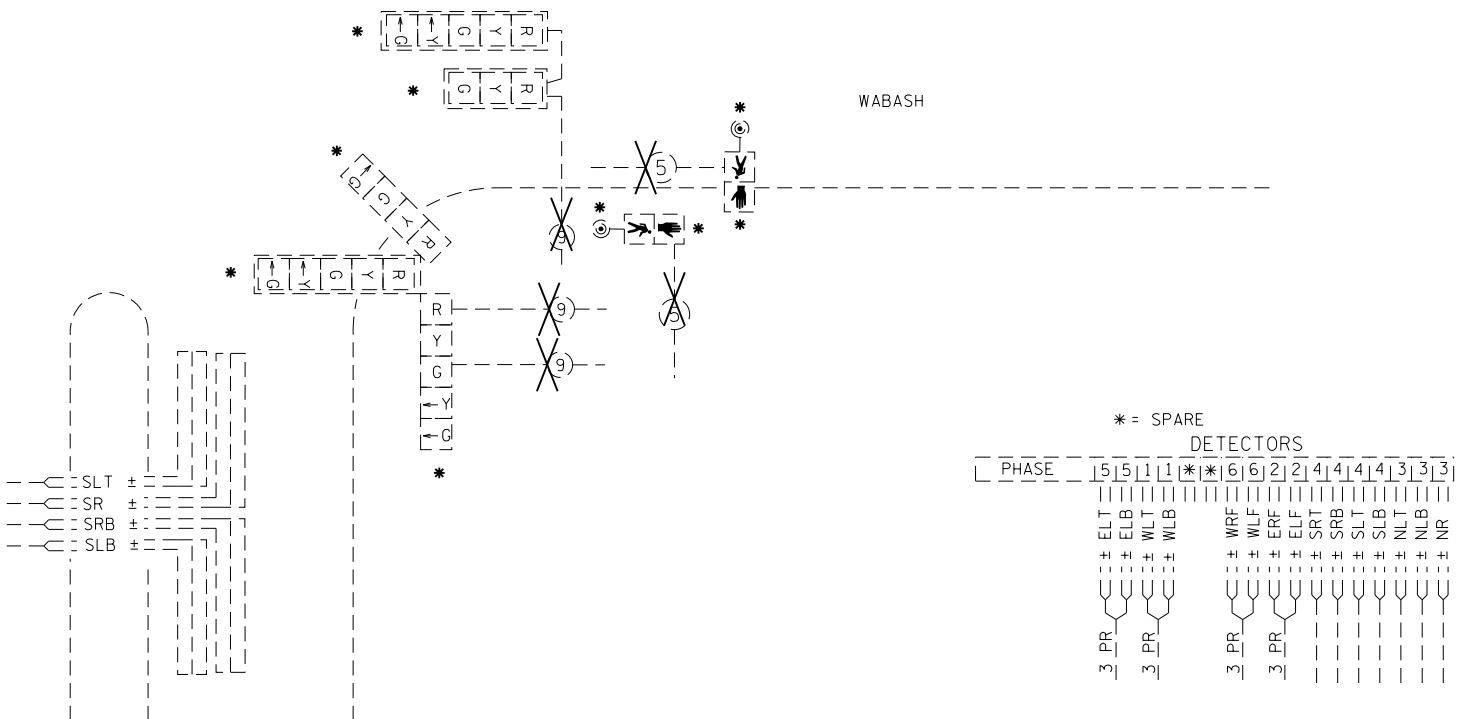 G Y G Y R
G Y R
WABASH
5
G G Y R
9
G Y G Y R
5
R
9
Y
G
9
Y
G
* = SPARE
DETECTORS
PHASE 5 5 1 1 * * 6 6 2 2 4 4 4 4 3 3 3
SLT ±
SR ±
SRB ±
SLB ±
± ELT
± ELB
± WLT
± WLB
± WRF
± WLF
± ERF
± ELF
± SRT
± SRB
± SLT
± SLB
± NLT
± NLB
± NR
3 PR
3 PR
3 PR
3 PR